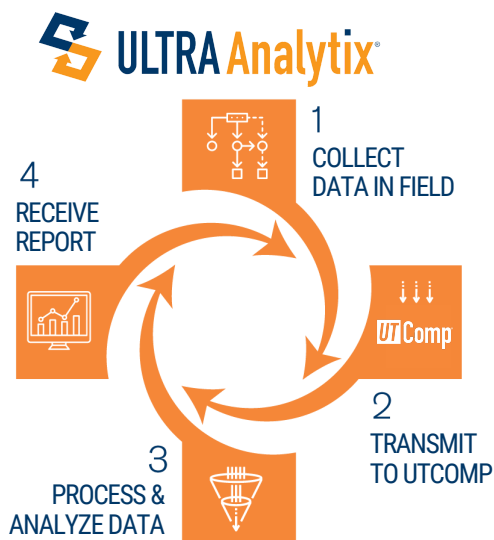 ULTRA Analytix®
1
COLLECT
DATA IN FIELD
UTComp
2
TRANSMIT
TO UTCOMP
3
PROCESS &
ANALYZE DATA
4
RECEIVE
REPORT